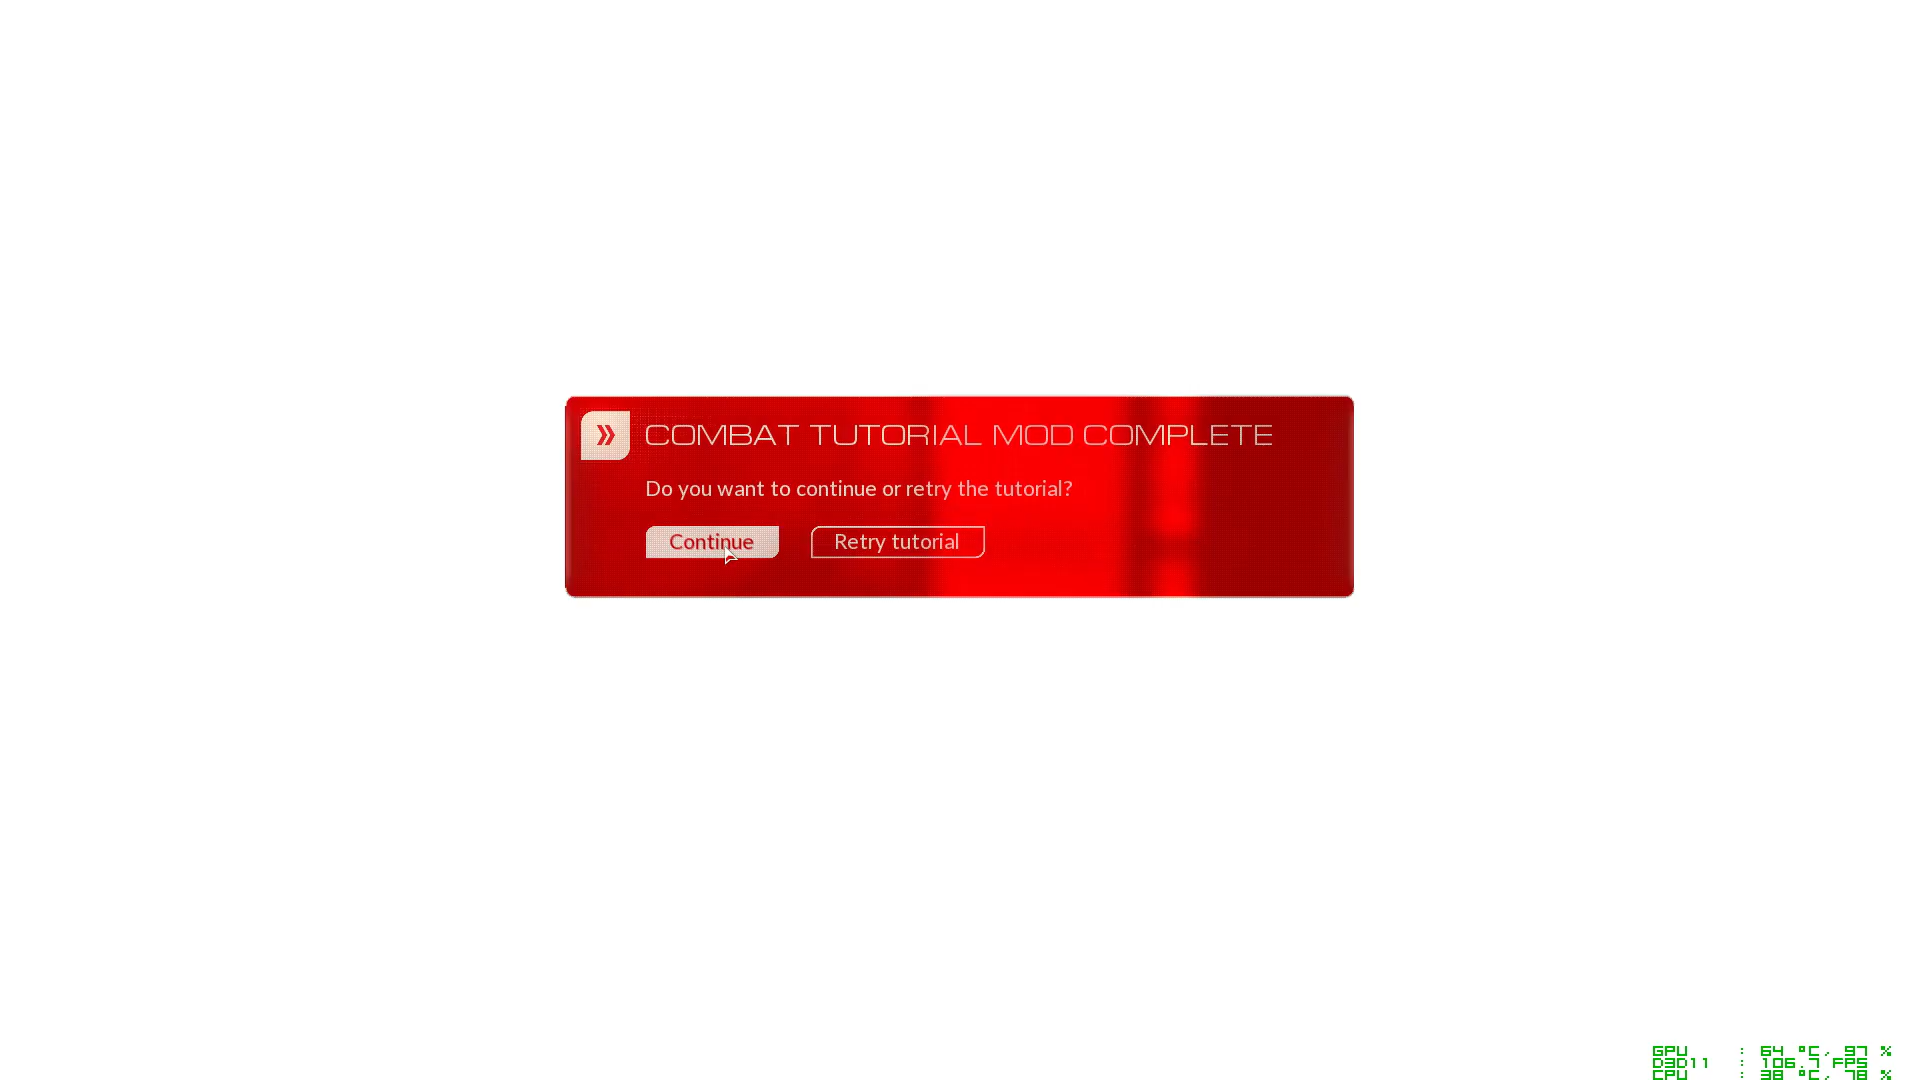 COMBAT TUTORIAL MOD COMPLETE
Do you want to continue or retry the tutorial?
Continue
Retry tutorial
GPU : 64 °C, 97 %
D3D11 : 106.7 FPS
CPU : 38 °C, 78 %